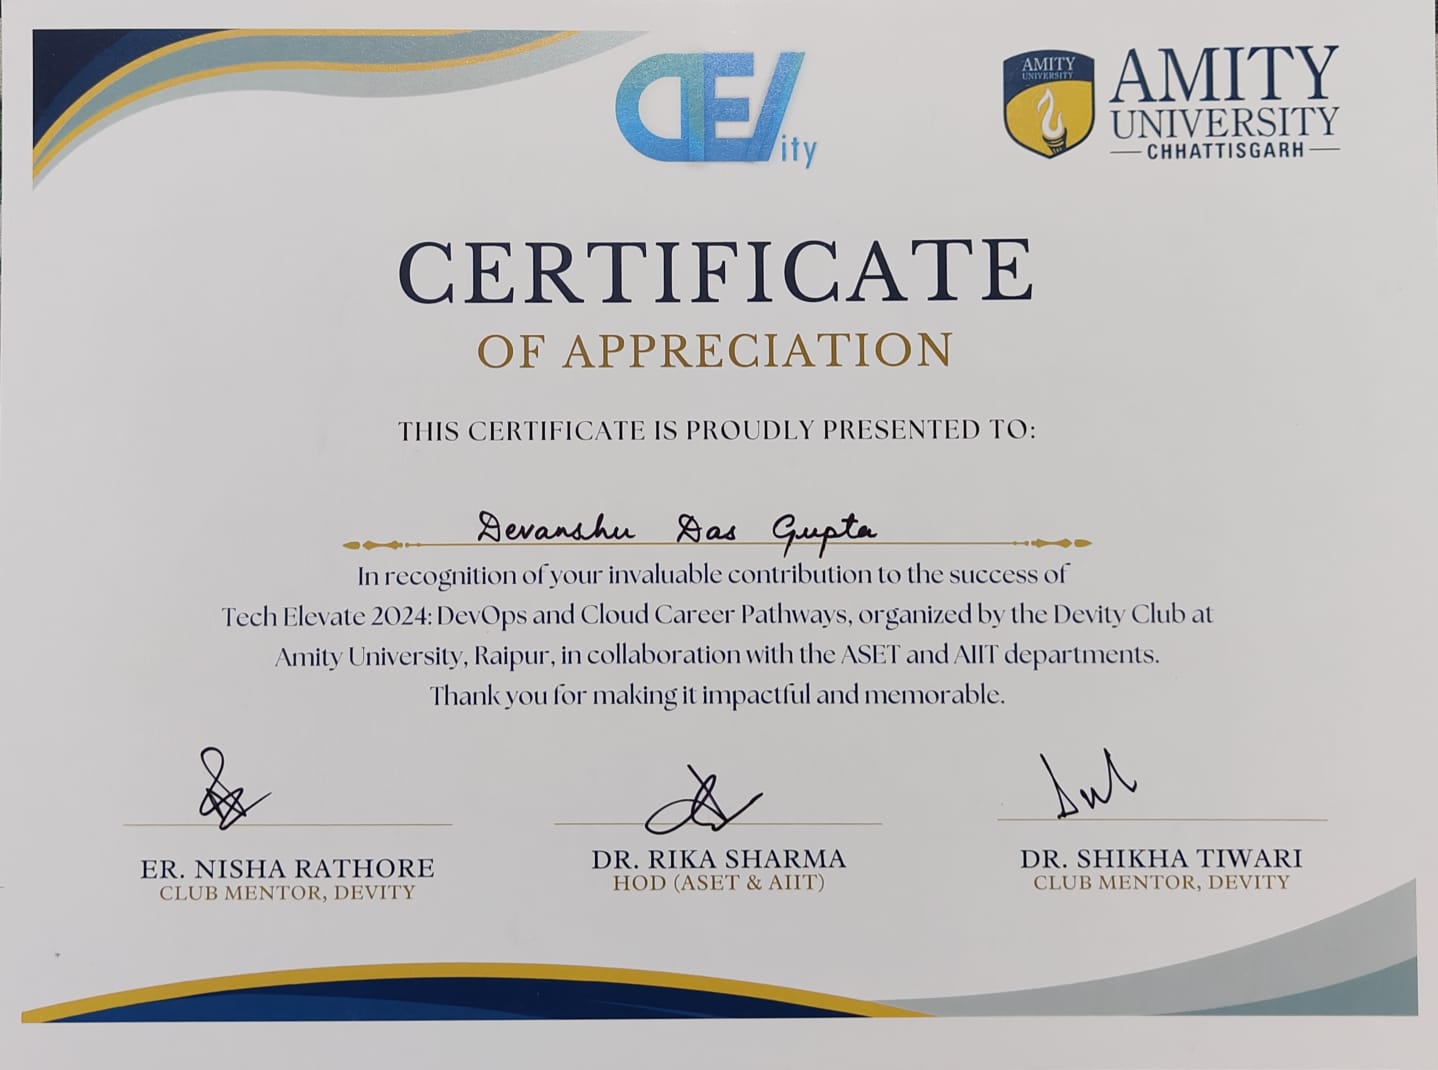 DEVity
AMITY
UNIVERSITY
AMITY
UNIVERSITY
CHHATTISGARH
CERTIFICATE
OF APPRECIATION
THIS CERTIFICATE IS PROUDLY PRESENTED TO:
Devanshu Das Gupta
In recognition of your invaluable contribution to the success of
Tech Elevate 2024: DevOps and Cloud Career Pathways, organized by the Devity Club at
Amity University, Raipur, in collaboration with the ASET and AIIT departments.
Thank you for making it impactful and memorable.
ER. NISHA RATHORE
CLUB MENTOR, DEVITY
DR. RIKA SHARMA
HOD (ASET & AIIT)
DR. SHIKHA TIWARI
CLUB MENTOR, DEVITY